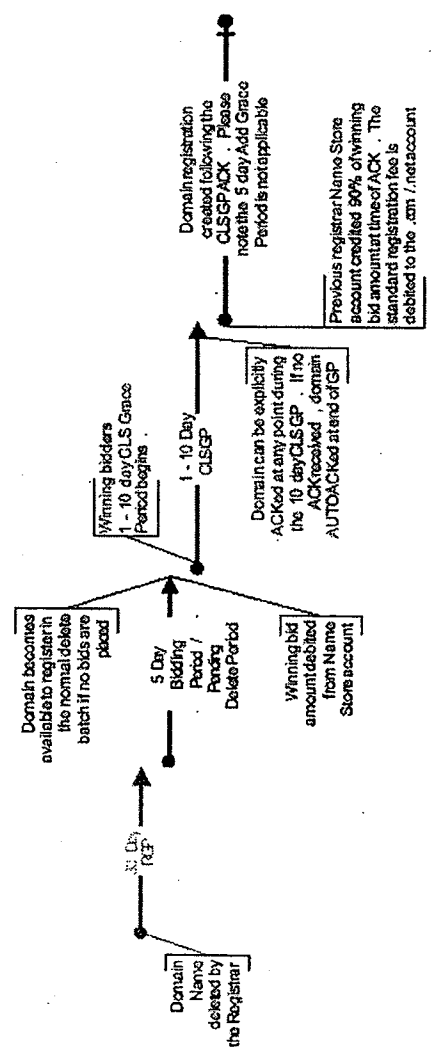 Domain
Name
deleted by
the Registrar
30 Day
RGP
Domain becomes
available to register in
the normal delete
batch if no bids are
placed
5 Day
Bidding
Period /
Pending
Delete Period
Winning bid
amount debited
from Name
Store account
Winning bidders
1 - 10 day CLS Grace
Period begins .
1 - 10 Day
CLSGP
Domain can be explicitly
ACKed at any point during
the 10 day CLSGP . If no
ACK received , domain
AUTOACKed at end of GP
Domain registration
created following the
CLSGP ACK . Please
note the 5 day Add Grace
Period is not applicable
Previous registrar Name Store
account credited 90% of winning
bid amount at time of ACK . The
standard registration fee is
debited to the .com /.net account